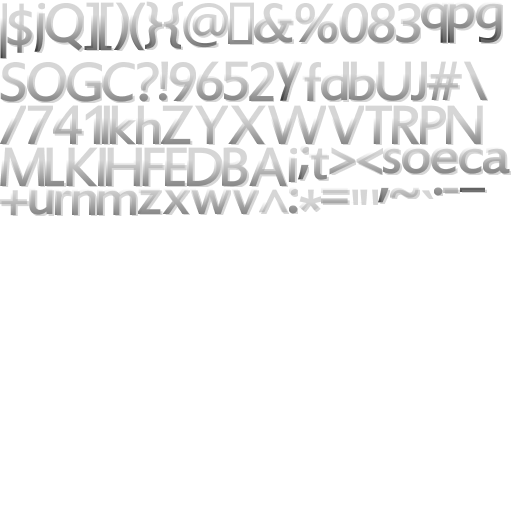 |$jQ][)(}{@▯&%083qpg
SOGC?!9652yfdbUJ#\
/741lkhZYXWVTRPN
MLKIHFEDBAi;t><soeca
+urnmzxwv^:*="',~`.-_